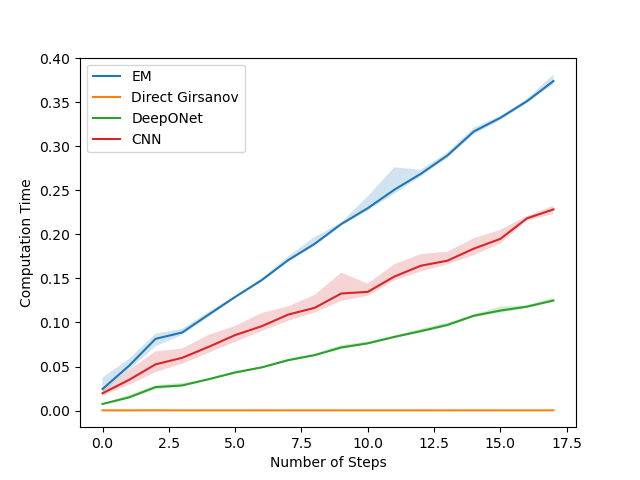 0.40
0.35
0.30
0.25
0.20
0.15
0.10
0.05
0.00
Computation Time
EM
Direct Girsanov
DeepONet
CNN
0.0 2.5 5.0 7.5 10.0 12.5 15.0 17.5
Number of Steps